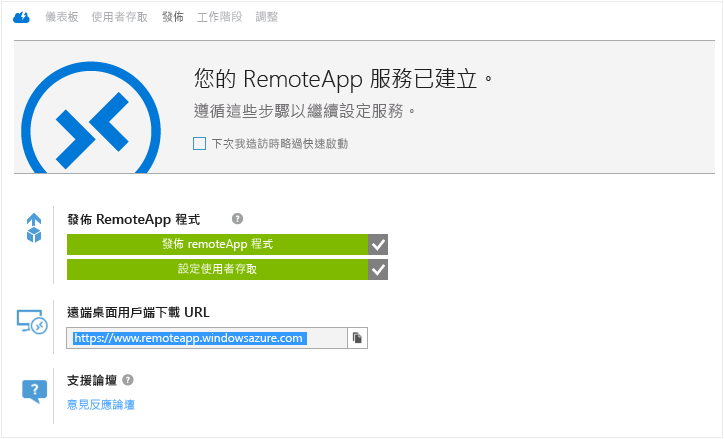 儀表板 使用者存取 發佈 工作階段 調整
您的 RemoteApp 服務已建立。
遵循這些步驟以繼續設定服務。
下次我造訪時略過快速啟動
發佈 RemoteApp 程式 ?
發佈 remoteApp 程式
設定使用者存取
遠端桌面用戶端下載 URL
https://www.remoteapp.windowsazure.com
支援論壇 ?
意見反應論壇